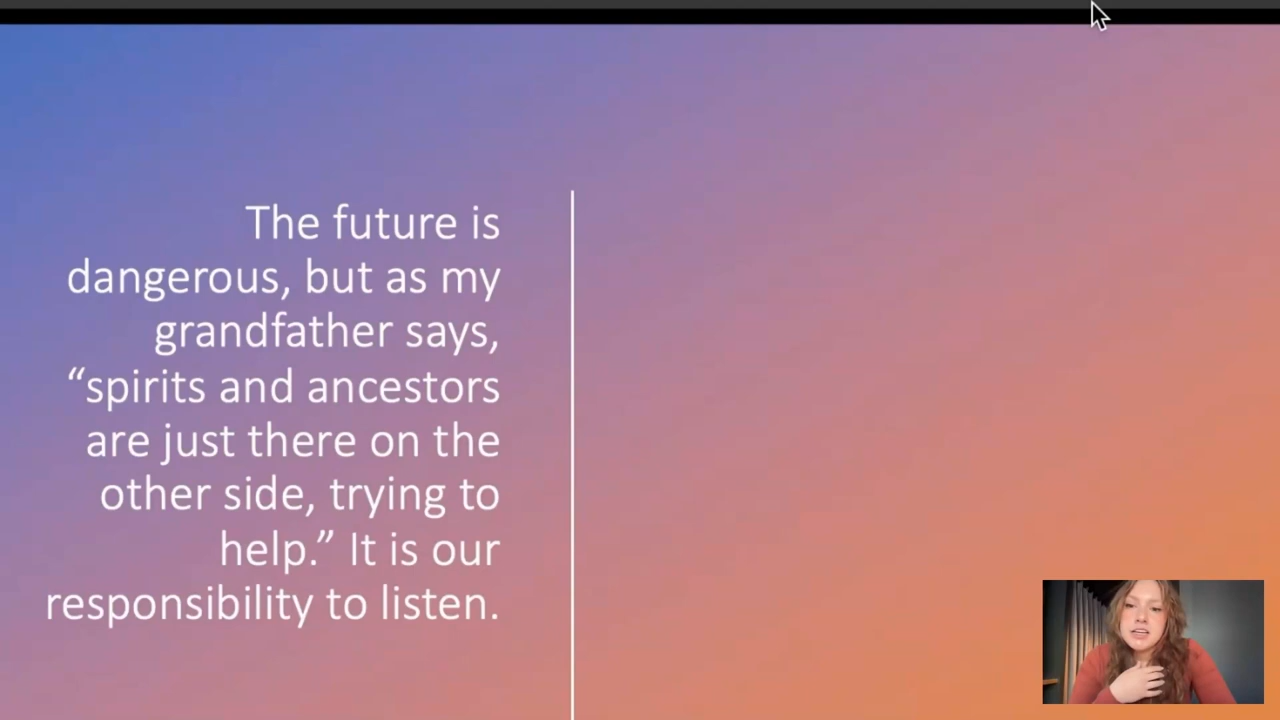 The future is
dangerous, but as my
grandfather says,
“spirits and ancestors
are just there on the
other side, trying to
help.” It is our
responsibility to listen.